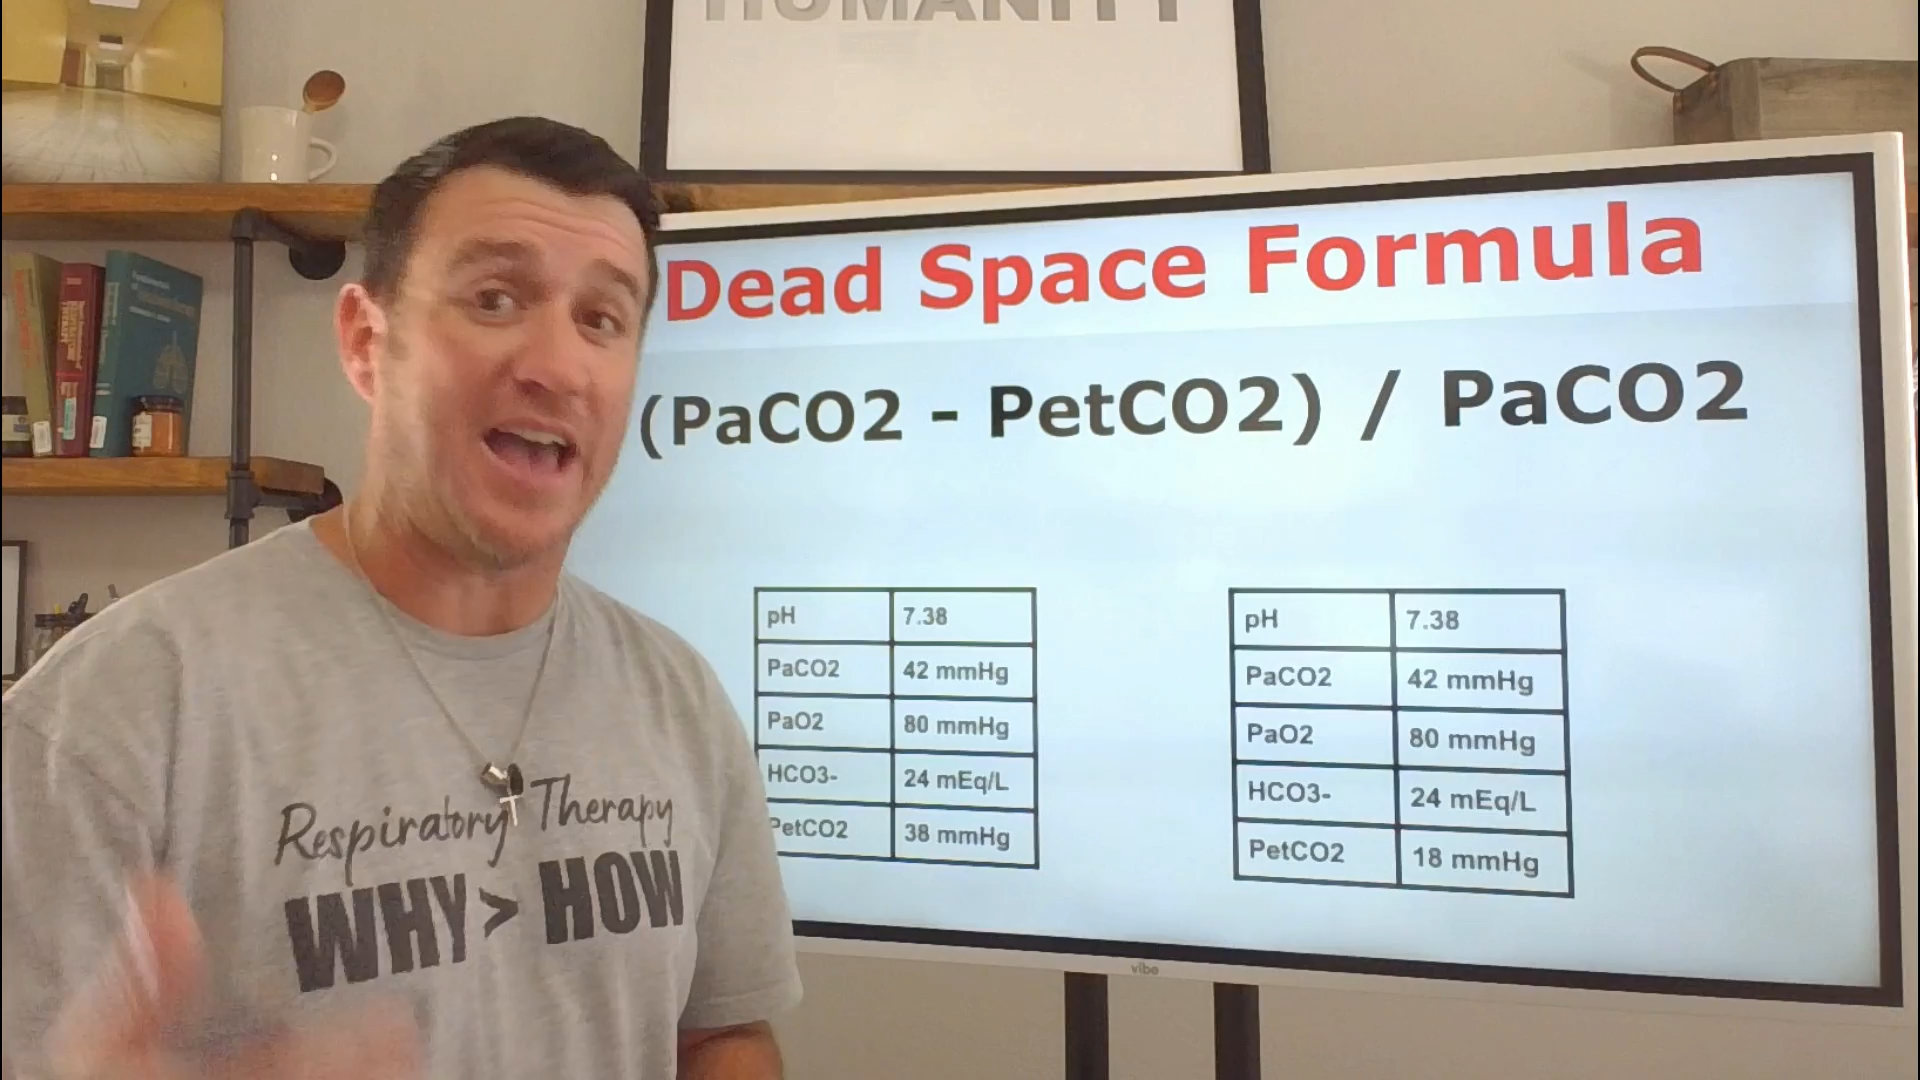 HUMANITY
Dead Space Formula
(PaCO2 - PetCO2) / PaCO2
pH 7.38
PaCO2 42 mmHg
PaO2 80 mmHg
HCO3- 24 mEq/L
PetCO2 38 mmHg
pH 7.38
PaCO2 42 mmHg
PaO2 80 mmHg
HCO3- 24 mEq/L
PetCO2 18 mmHg
Respiratory Therapy
WHY > HOW
vibe